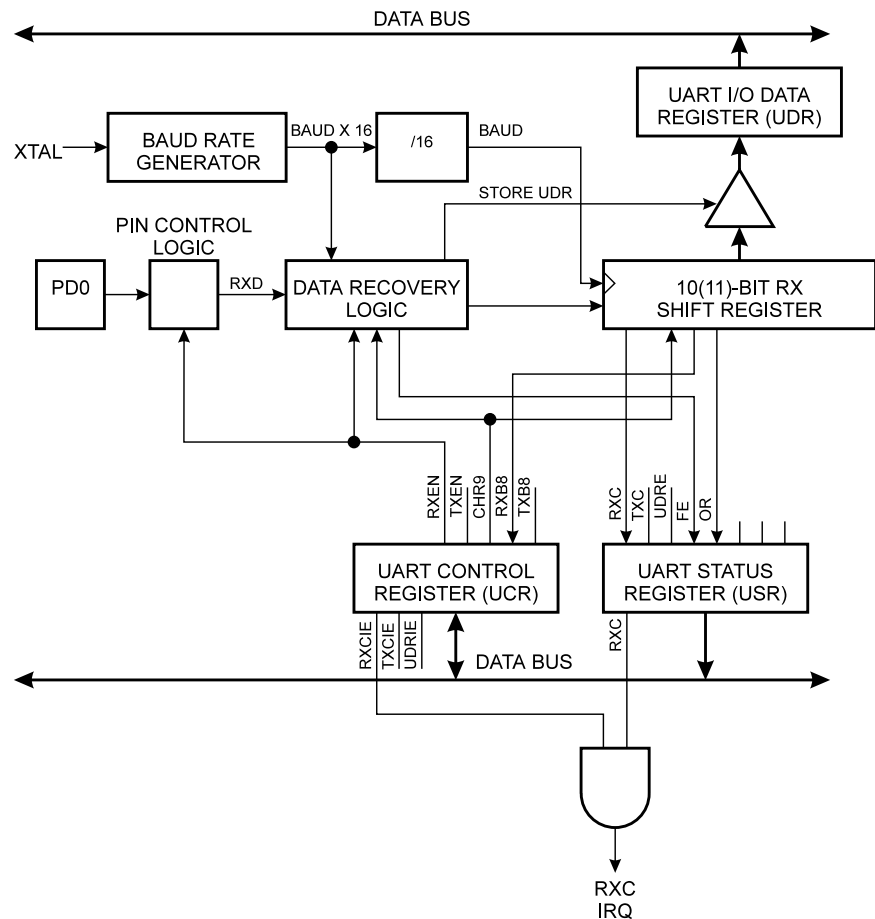 DATA BUS
UART I/O DATA
REGISTER (UDR)
XTAL
BAUD RATE
GENERATOR
BAUD X 16
/16
BAUD
STORE UDR
PIN CONTROL
LOGIC
PD0
RXD
DATA RECOVERY
LOGIC
10(11)-BIT RX
SHIFT REGISTER
RXEN
TXEN
CHR9
RXB8
TXB8
RXC
TXC
UDRE
FE
OR
UART CONTROL
REGISTER (UCR)
UART STATUS
REGISTER (USR)
RXCIE
TXCIE
UDRIE
RXC
DATA BUS
RXC
IRQ